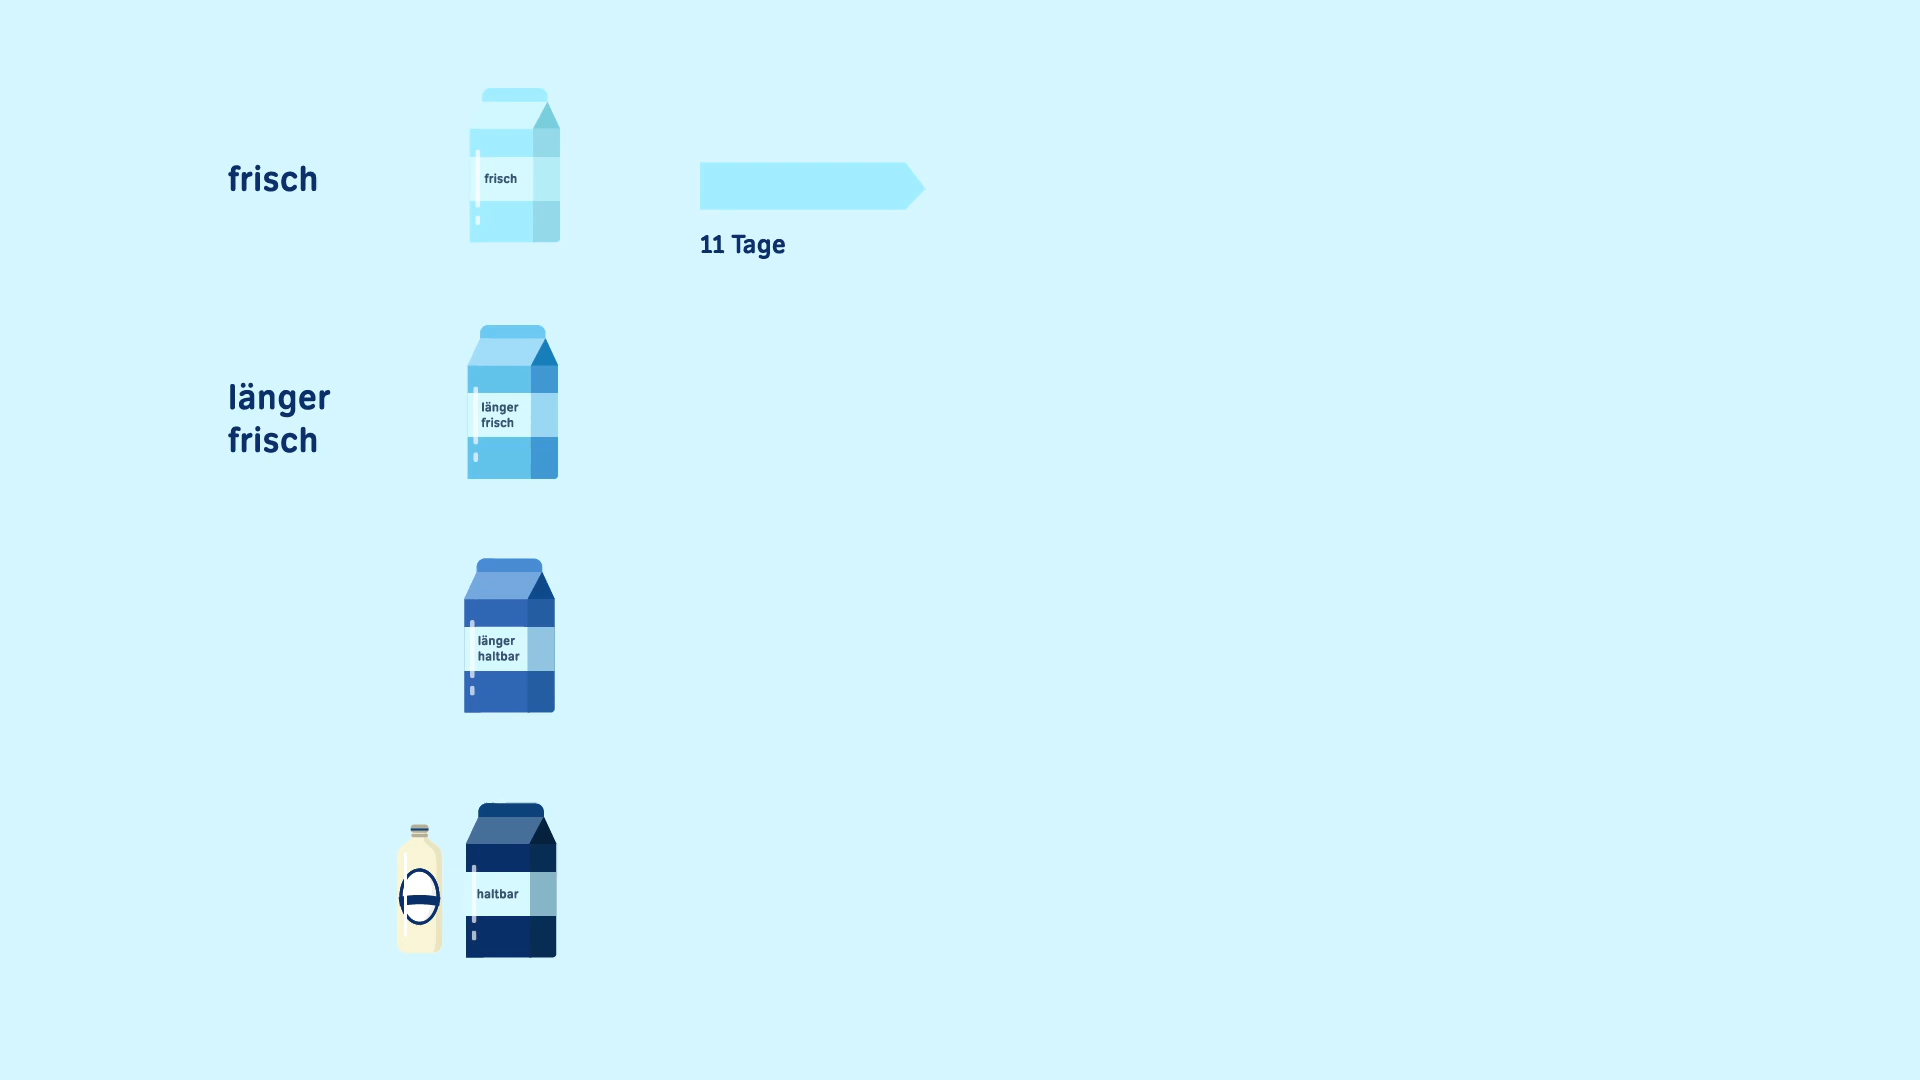 frisch
frisch
11 Tage
länger
frisch
länger
frisch
länger
haltbar
haltbar